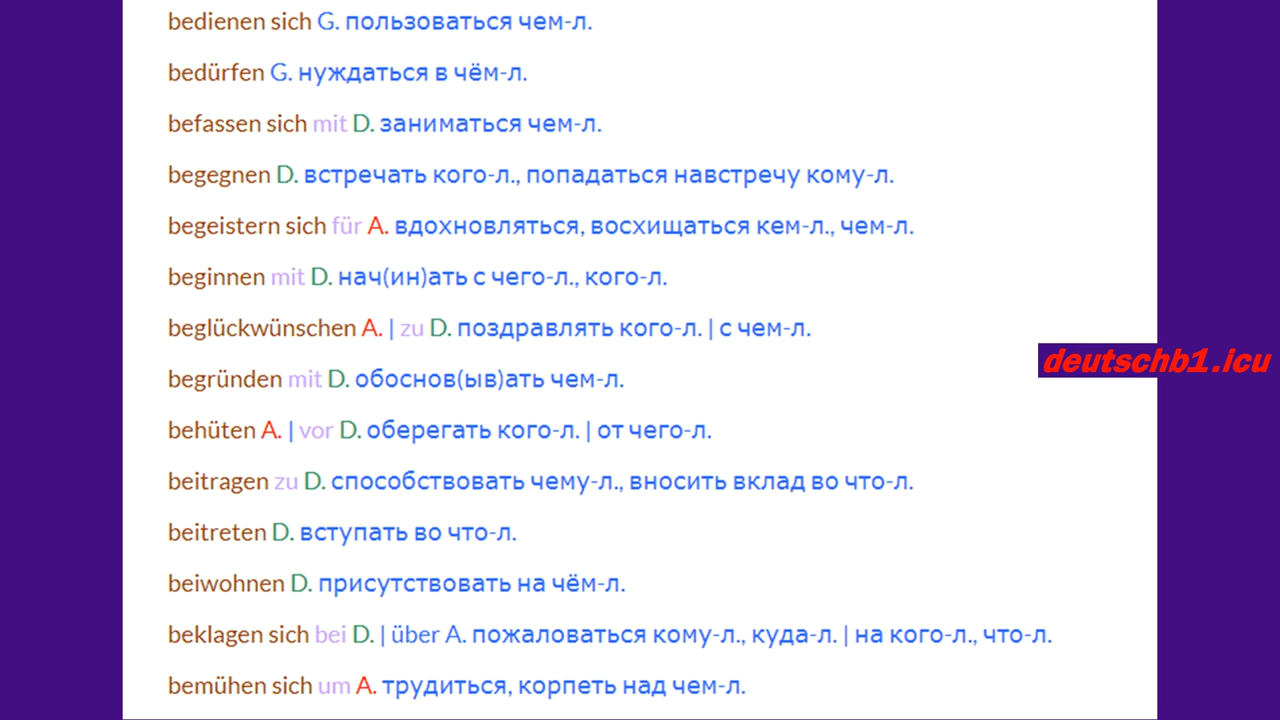 bedienen sich G. пользоваться чем-л.
bedürfen G. нуждаться в чём-л.
befassen sich mit D. заниматься чем-л.
begegnen D. встречать кого-л., попадаться навстречу кому-л.
begeistern sich für A. вдохновляться, восхищаться кем-л., чем-л.
beginnen mit D. нач(ин)ать с чего-л., кого-л.
beglückwünschen A. | zu D. поздравлять кого-л. | с чем-л.
deutschb1.icu
begründen mit D. обоснов(ыв)ать чем-л.
behüten A. | vor D. оберегать кого-л. | от чего-л.
beitragen zu D. способствовать чему-л., вносить вклад во что-л.
beitreten D. вступать во что-л.
beiwohnen D. присутствовать на чём-л.
beklagen sich bei D. | über A. пожаловаться кому-л., куда-л. | на кого-л., что-л.
bemühen sich um A. трудиться, корпеть над чем-л.